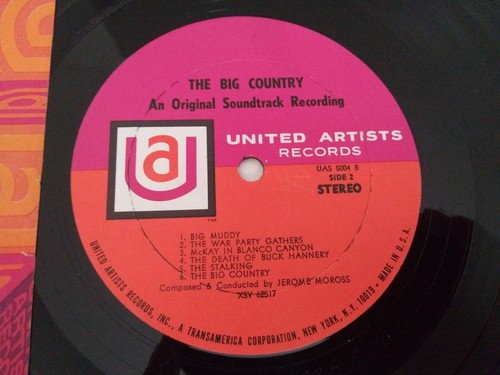 THE BIG COUNTRY
An Original Soundtrack Recording
ua
UNITED ARTISTS
RECORDS
UAS 5004 B
SIDE 2
STEREO
1. BIG MUDDY
2. THE WAR PARTY GATHERS
3. McKAY IN BLANCO CANYON
4. THE DEATH OF BUCK HANNERY
5. THE STALKING
6. THE BIG COUNTRY
Composed & Conducted by JEROME MOROSS
XSV 62517
UNITED ARTISTS RECORDS, INC., A TRANSAMERICA CORPORATION, NEW YORK, N.Y. 10019 • MADE IN U.S.A.